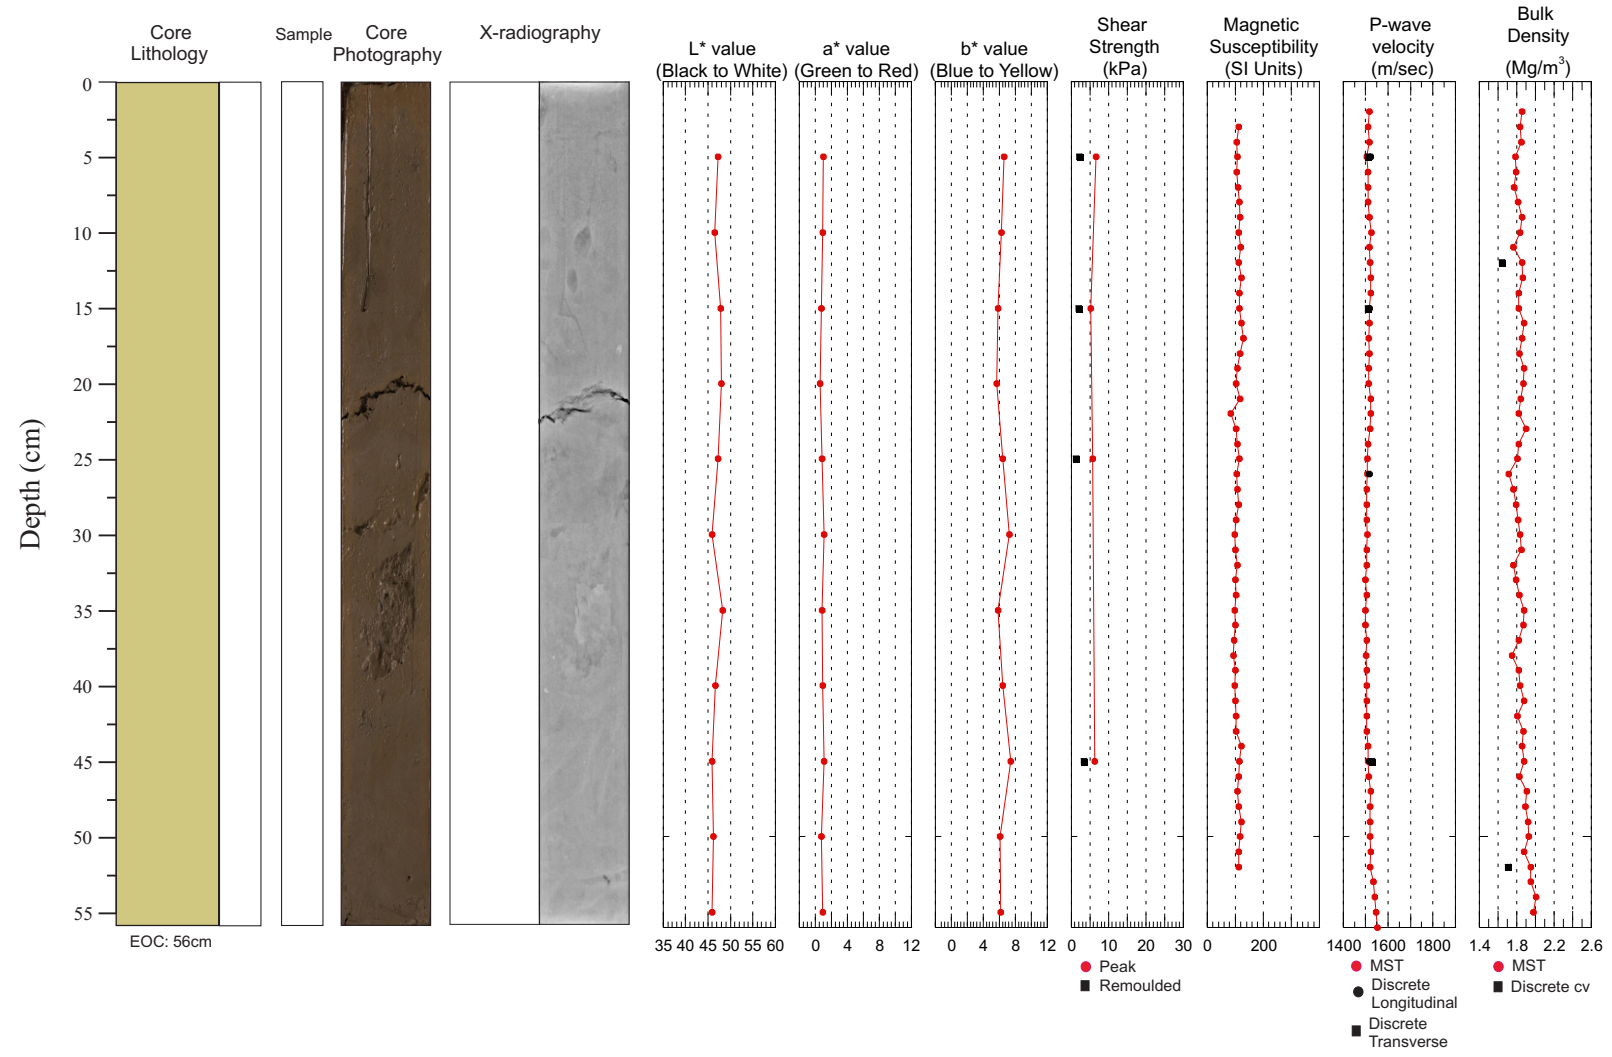 Core
Lithology
Sample
Core
Photography
X-radiography
L* value
(Black to White)
a* value
(Green to Red)
b* value
(Blue to Yellow)
Shear
Strength
(kPa)
Magnetic
Susceptibility
(SI Units)
P-wave
velocity
(m/sec)
Bulk
Density
(Mg/m³)
Depth (cm)
0
5
10
15
20
25
30
35
40
45
50
55
EOC: 56cm
35 40 45 50 55 60
0 4 8 12
0 4 8 12
0 10 20 30
0 200
1400 1600 1800
1.4 1.8 2.2 2.6
Peak
Remoulded
MST
Discrete
Longitudinal
Discrete
Transverse
MST
Discrete cv